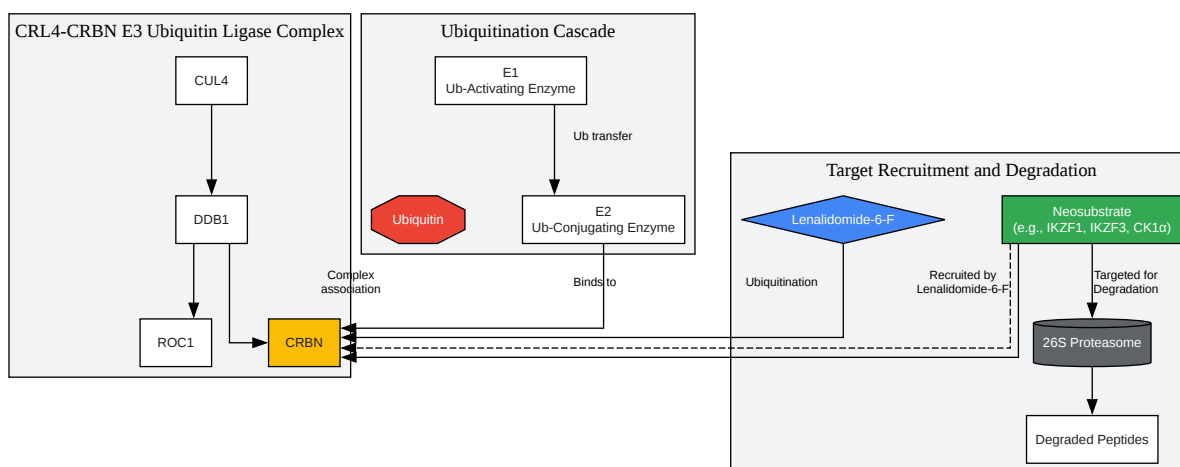 CRL4-CRBN E3 Ubiquitin Ligase Complex
CUL4
DDB1
ROC1
CRBN
Complex
association
Ubiquitination Cascade
E1
Ub-Activating Enzyme
Ub transfer
Ubiquitin
E2
Ub-Conjugating Enzyme
Binds to
Target Recruitment and Degradation
Lenalidomide-6-F
Neosubstrate
(e.g., IKZF1, IKZF3, CK1α)
Ubiquitination
Recruited by
Lenalidomide-6-F
Targeted for
Degradation
26S Proteasome
Degraded Peptides